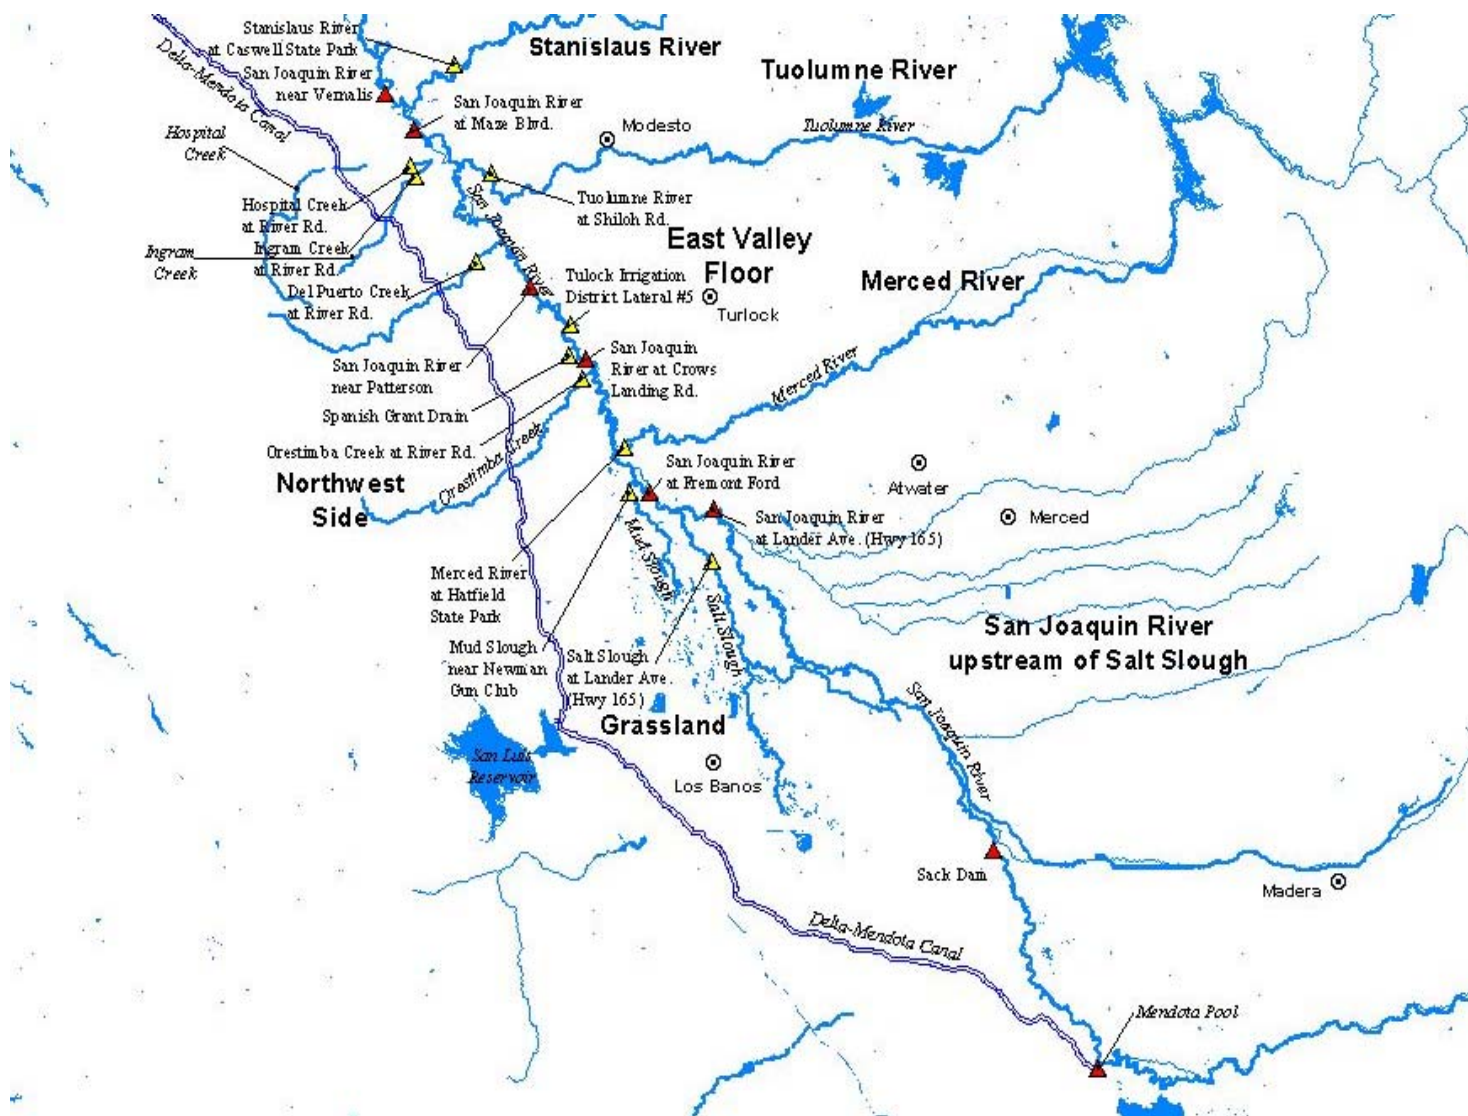 Stanislaus River
at Caswell State Park
Stanislaus River
Tuolumne River
Delta-Mendota Canal
San Joaquin River
near Vernalis
San Joaquin River
at Maze Blvd.
Modesto
Tuolumne River
Hospital
Creek
Hospital Creek
at River Rd.
Tuolumne River
at Shiloh Rd.
San Joaquin River
East Valley
Floor
Ingram
Creek
Ingram Creek
at River Rd.
Del Puerto Creek
at River Rd.
Tulock Irrigation
District Lateral #5
Merced River
Turlock
San Joaquin River
near Patterson
San Joaquin
River at Crows
Landing Rd.
Merced River
Spanish Grant Drain
Orestimba Creek at River Rd.
Orestimba Creek
Northwest
Side
San Joaquin River
at Fremont Ford
Atwater
San Joaquin River
at Lander Ave. (Hwy 165)
Merced
Mud Slough
Merced River
at Hatfield
State Park
Salt Slough
Mud Slough
near Newman
Gun Club
Salt Slough
at Lander Ave.
(Hwy 165)
San Joaquin River
upstream of Salt Slough
Grassland
San Joaquin River
San Luis
Reservoir
Los Banos
Sack Dam
Madera
Delta-Mendota Canal
Mendota Pool